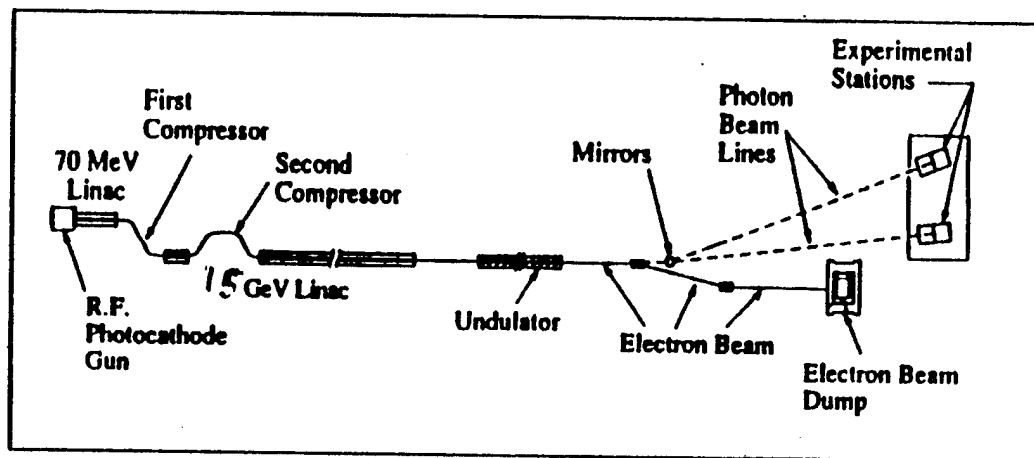 Experimental
Stations
Photon
Beam
Lines
First
Compressor
Mirrors
70 MeV
Linac
Second
Compressor
15 GeV Linac
R.F.
Photocathode
Gun
Undulator
Electron Beam
Electron Beam
Dump